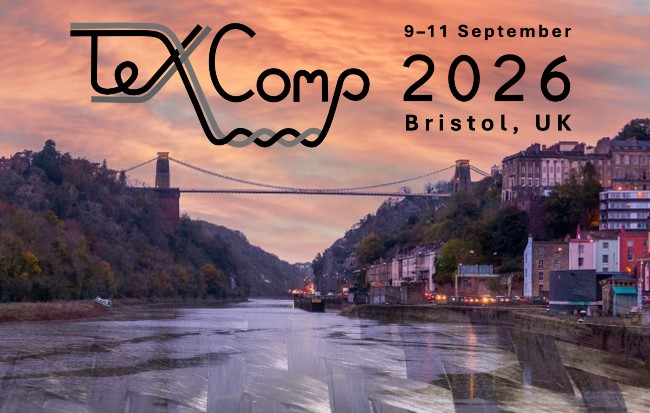 TeXComp
9–11 September
2026
Bristol, UK